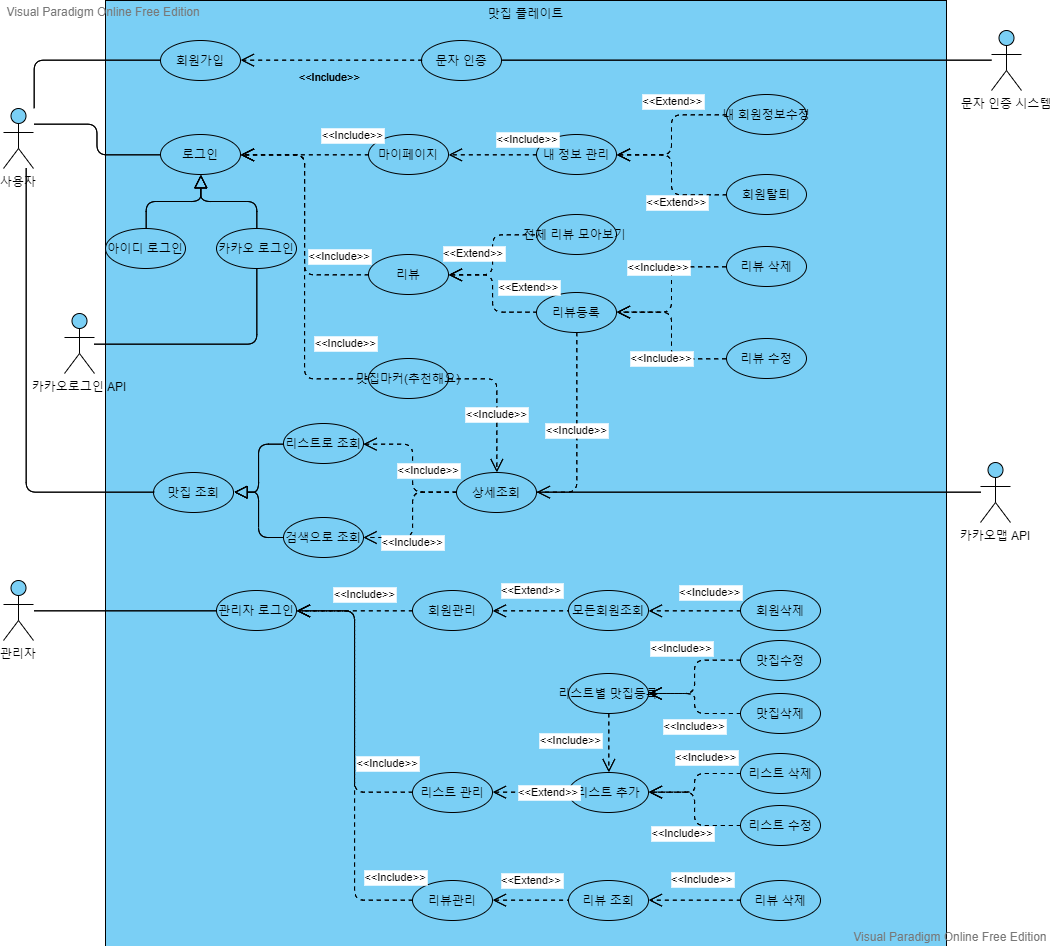 Visual Paradigm Online Free Edition
맛집 플레이트
회원가입
<<Include>>
문자 인증
문자 인증 시스템
사용자
로그인
<<Include>>
마이페이지
<<Include>>
내 정보 관리
<<Extend>>
내 회원정보수정
<<Extend>>
회원탈퇴
아이디 로그인
카카오 로그인
<<Include>>
리뷰
<<Extend>>
전체 리뷰 모아보기
<<Extend>>
리뷰등록
<<Include>>
리뷰 삭제
<<Include>>
리뷰 수정
카카오로그인 API
<<Include>>
맛집마커(추천해요)
<<Include>>
<<Include>>
리스트로 조회
<<Include>>
맛집 조회
상세조회
검색으로 조회
<<Include>>
카카오맵 API
관리자
관리자 로그인
<<Include>>
회원관리
<<Extend>>
모든회원조회
<<Include>>
회원삭제
<<Include>>
맛집수정
리스트별 맛집등록
<<Include>>
맛집삭제
<<Include>>
<<Include>>
리스트 관리
<<Extend>>
리스트 추가
<<Include>>
리스트 삭제
<<Include>>
리스트 수정
<<Include>>
리뷰관리
<<Extend>>
리뷰 조회
<<Include>>
리뷰 삭제
Visual Paradigm Online Free Edition